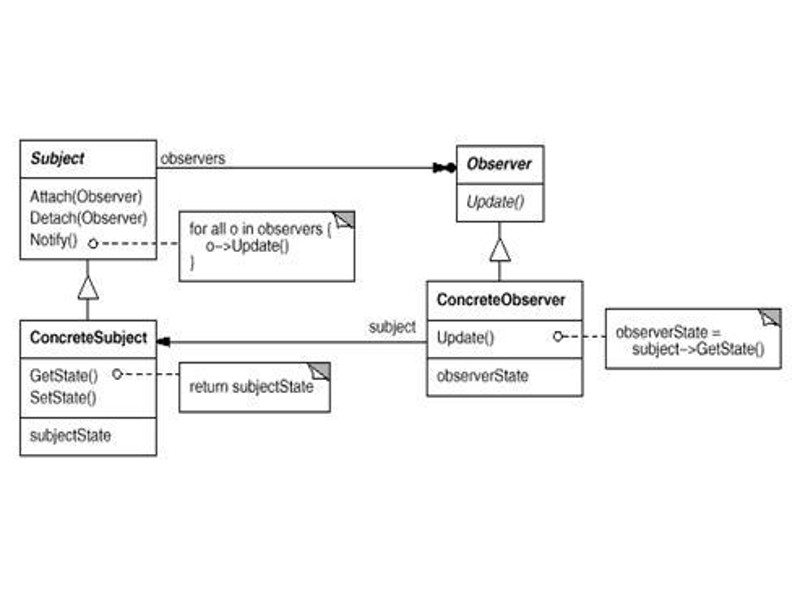 Subject
observers
Observer
Attach(Observer)
Detach(Observer)
Notify()
Update()
for all o in observers {
o->Update()
}
ConcreteSubject
subject
ConcreteObserver
GetState()
SetState()
return subjectState
Update()
observerState =
subject->GetState()
subjectState
observerState